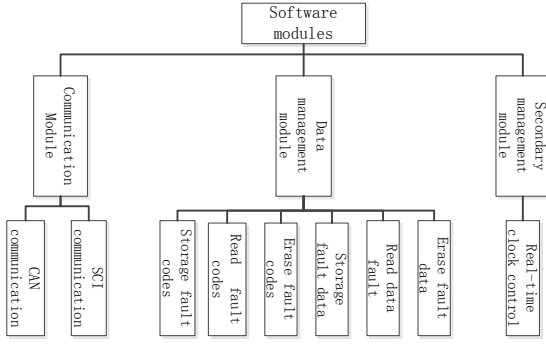 Software
modules
Communication
Module
Data
management
module
Secondary
management
module
CAN
communication
SCI
communication
Storage fault
codes
Read fault
codes
Erase fault
codes
Storage
fault data
Read data
fault
Erase fault
data
Real-time
clock control